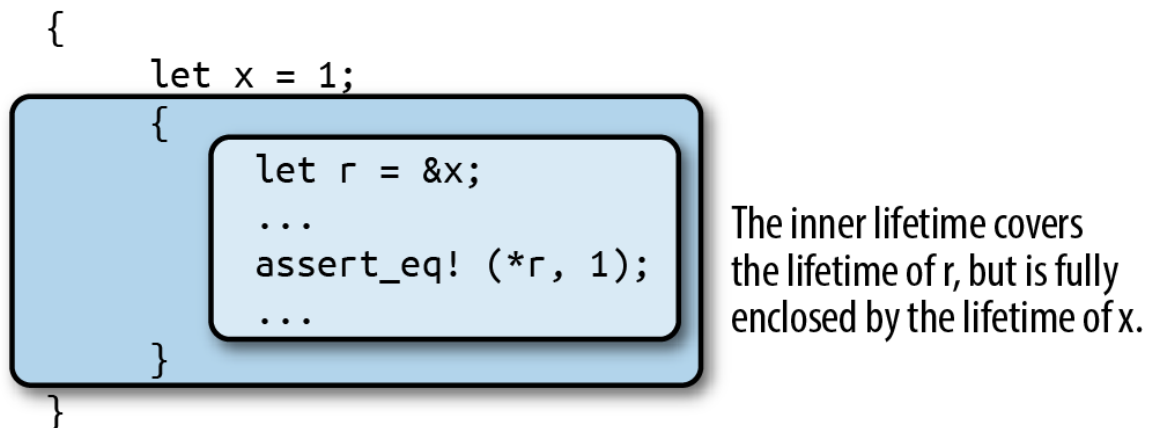 {
let x = 1;
{
let r = &x;
...
assert_eq! (*r, 1);
...
}
}
The inner lifetime covers
the lifetime of r, but is fully
enclosed by the lifetime of x.